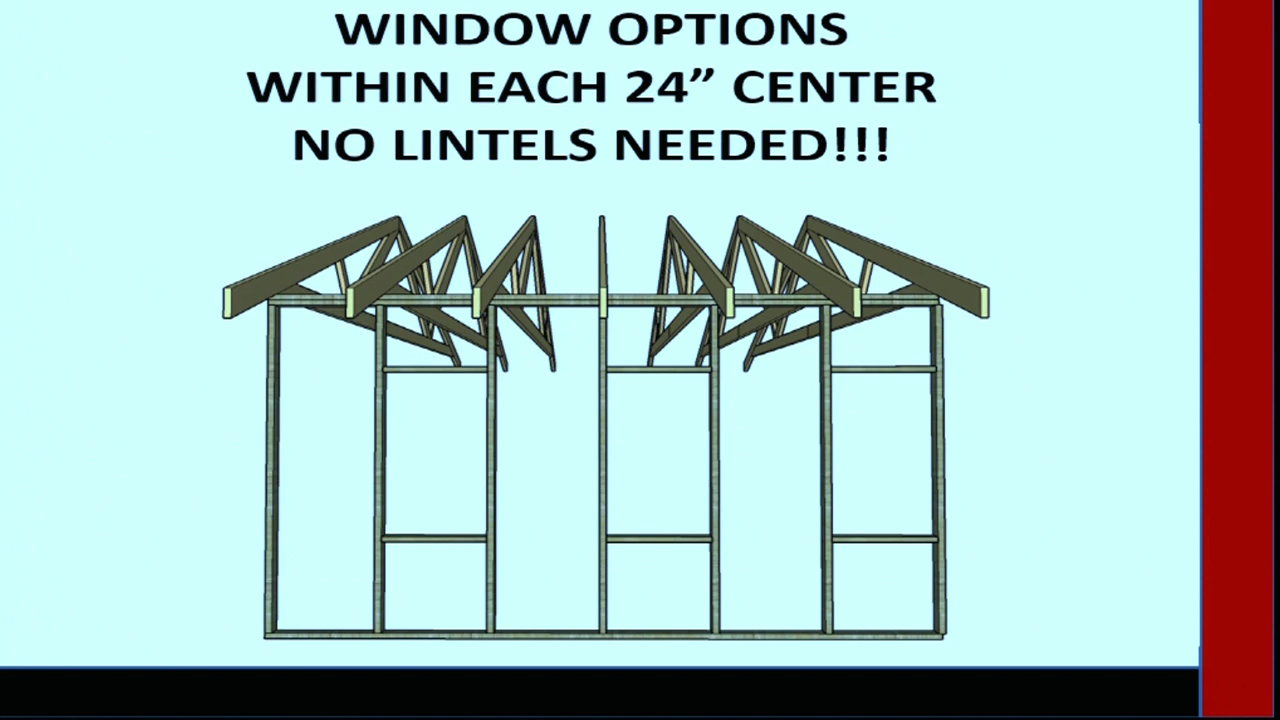 WINDOW OPTIONS
WITHIN EACH 24” CENTER
NO LINTELS NEEDED!!!